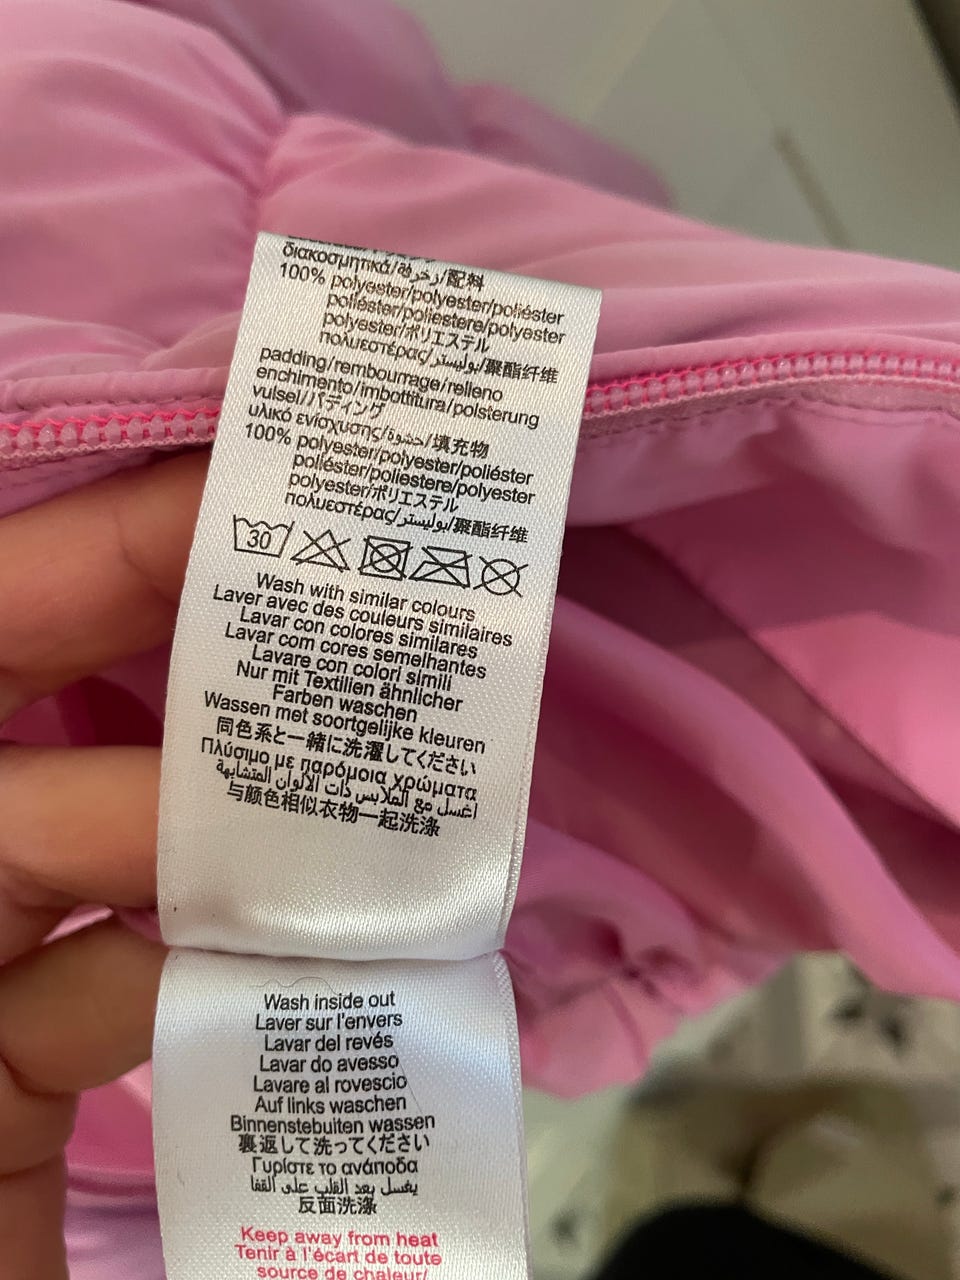 διακοσμητικά/زخرفة/配料
100% polyester/polyester/poliéster
poliéster/poliestere/polyester
polyester/ポリエステル
πολυεστέρας/بوليستر/聚酯纤维
padding/rembourrage/relleno
enchimento/imbottitura/polsterung
vulsel/パディング
υλικό ενίσχυσης/حشوة/填充物
100% polyester/polyester/poliéster
poliéster/poliestere/polyester
polyester/ポリエステル
πολυεστέρας/بوليستر/聚酯纤维
30
Wash with similar colours
Laver avec des couleurs similaires
Lavar con colores similares
Lavar com cores semelhantes
Lavare con colori simili
Nur mit Textilien ähnlicher
Farben waschen
Wassen met soortgelijke kleuren
同色系と一緒に洗濯してください
Πλύσιμο με παρόμοια χρώματα
اغسل مع الملابس ذات الألوان المتشابهة
与颜色相似衣物一起洗涤
Wash inside out
Laver sur l'envers
Lavar del revés
Lavar do avesso
Lavare al rovescio
Auf links waschen
Binnenstebuiten wassen
裏返して洗ってください
Γυρίστε το ανάποδα
يغسل بعد القلب على القفا
反面洗涤
Keep away from heat
Tenir à l'écart de toute
source de chaleur/